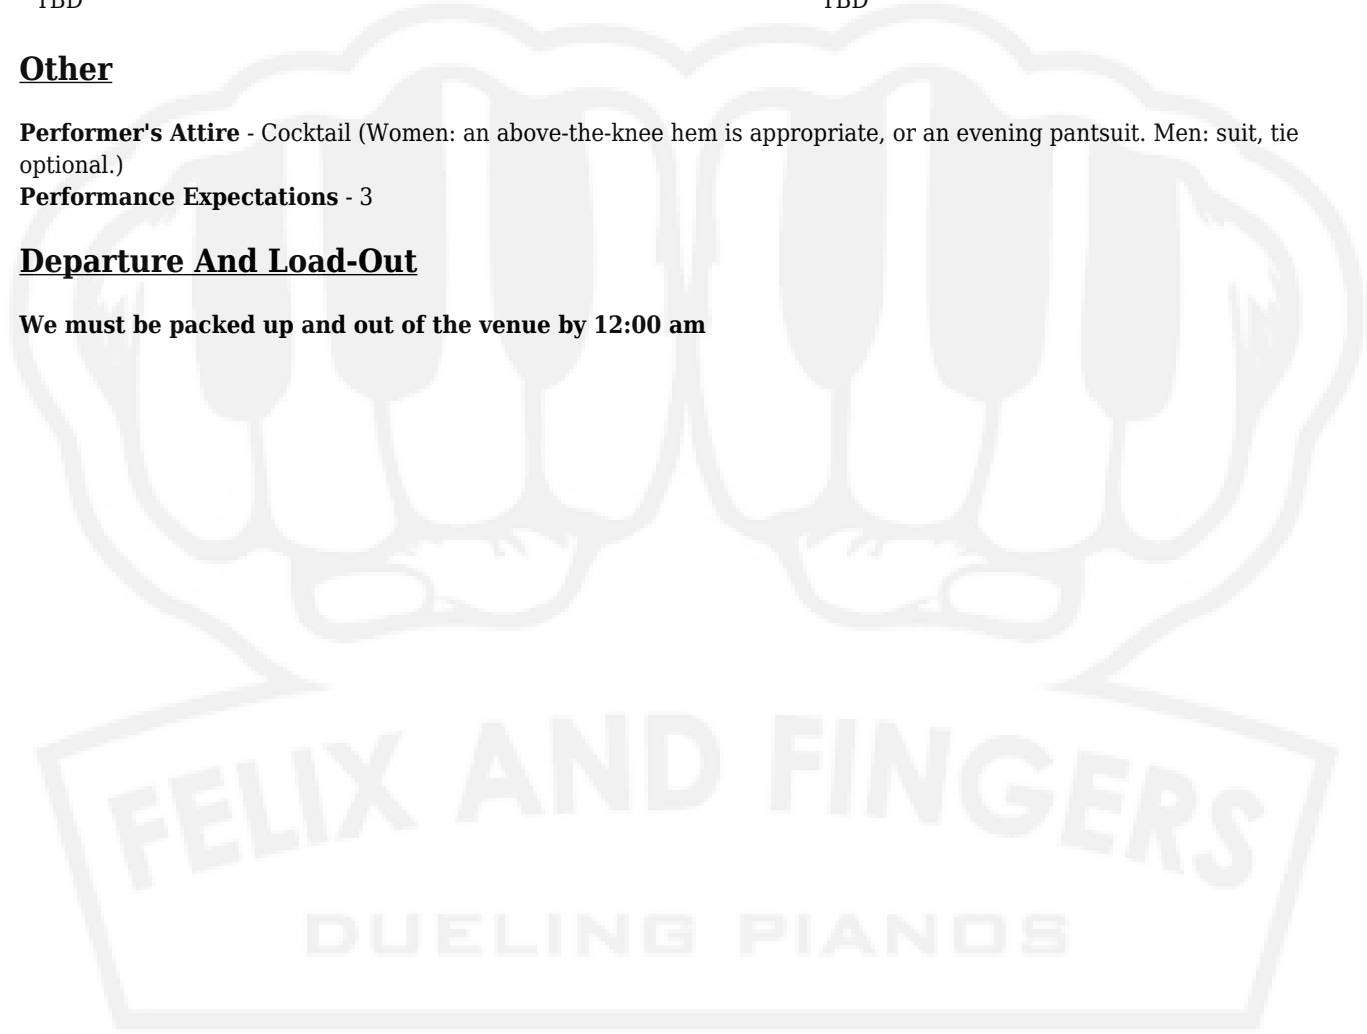 TBD TBD
Other
Performer's Attire - Cocktail (Women: an above-the-knee hem is appropriate, or an evening pantsuit. Men: suit, tie
optional.)
Performance Expectations - 3
Departure And Load-Out
We must be packed up and out of the venue by 12:00 am
FELIX AND FINGERS
DUELING PIANOS